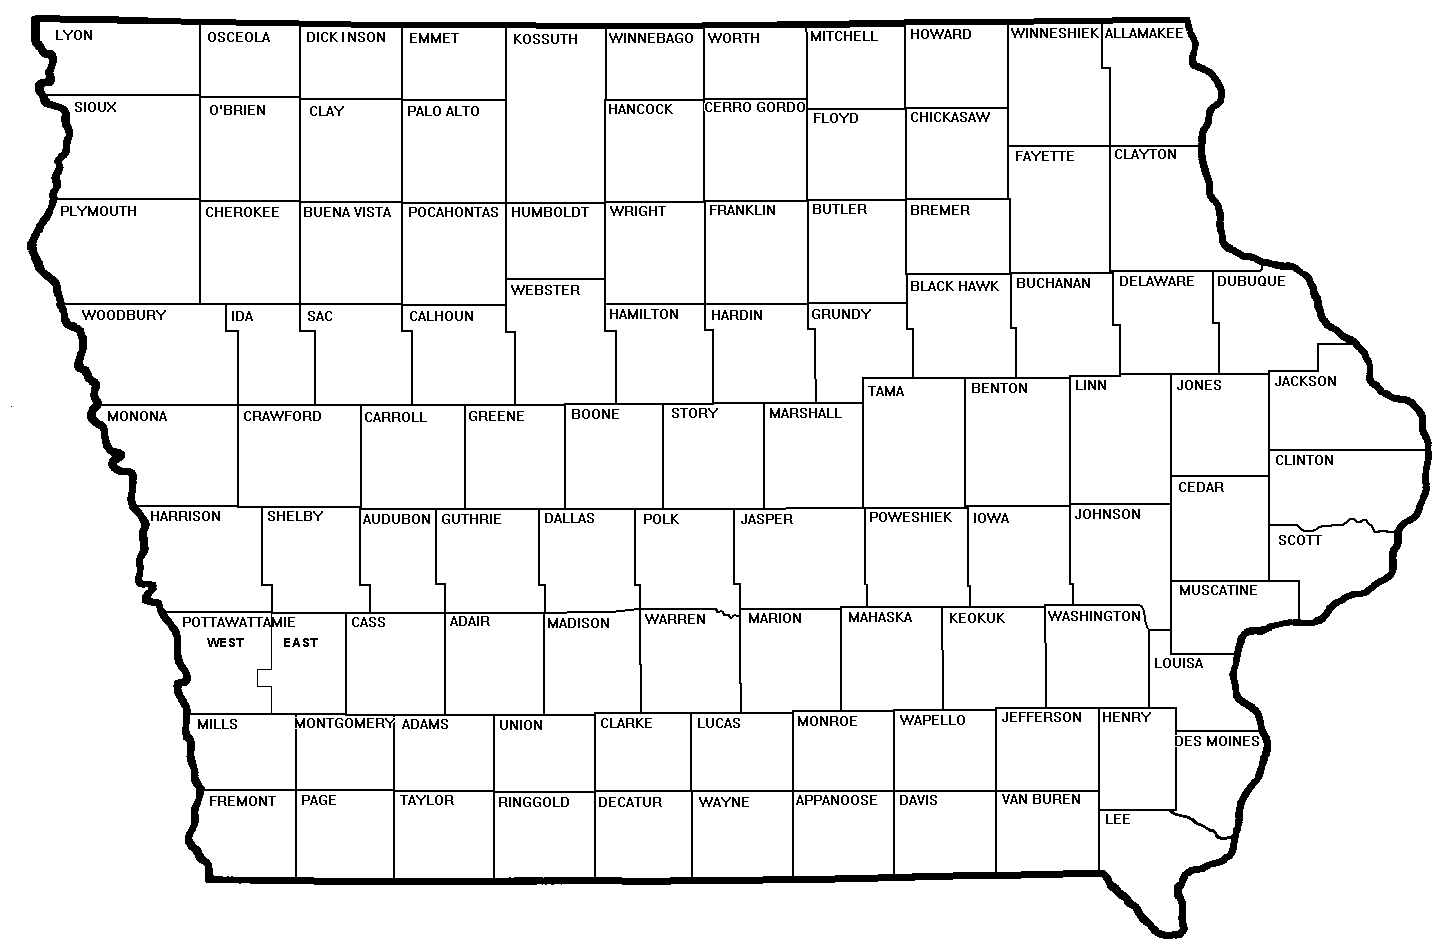 LYON OSCEOLA DICKINSON EMMET KOSSUTH WINNEBAGO WORTH MITCHELL HOWARD WINNESHIEK ALLAMAKEE
SIOUX O'BRIEN CLAY PALO ALTO HANCOCK CERRO GORDO FLOYD CHICKASAW
FAYETTE CLAYTON
PLYMOUTH CHEROKEE BUENA VISTA POCAHONTAS HUMBOLDT WRIGHT FRANKLIN BUTLER BREMER
WEBSTER BLACK HAWK BUCHANAN DELAWARE DUBUQUE
WOODBURY IDA SAC CALHOUN HAMILTON HARDIN GRUNDY
TAMA BENTON LINN JONES JACKSON
MONONA CRAWFORD CARROLL GREENE BOONE STORY MARSHALL
CLINTON
CEDAR
HARRISON SHELBY AUDUBON GUTHRIE DALLAS POLK JASPER POWESHIEK IOWA JOHNSON
SCOTT
MUSCATINE
POTTAWATTAMIE CASS ADAIR MADISON WARREN MARION MAHASKA KEOKUK WASHINGTON
WEST EAST
LOUISA
MILLS MONTGOMERY ADAMS UNION CLARKE LUCAS MONROE WAPELLO JEFFERSON HENRY
DES MOINES
FREMONT PAGE TAYLOR RINGGOLD DECATUR WAYNE APPANOOSE DAVIS VAN BUREN
LEE